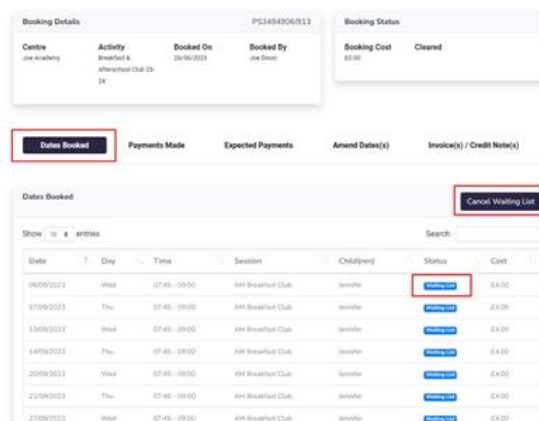 Booking Details PS3494906/813 Booking Status
Centre Activity Booked On Booked By Booking Cost Cleared
Joe Academy Breakfast & Afterschool Club 23-24 26/06/2023 Joe Dixon £0.00
Dates Booked Payments Made Expected Payments Amend Dates(s) Invoice(s) / Credit Note(s)
Dates Booked Cancel Waiting List
Show 10 entries Search:
Date Day Time Session Child(ren) Status Cost
06/09/2023 Wed 07:45 - 09:00 AM Breakfast Club Jennifer Waiting List £4.00
07/09/2023 Thu 07:45 - 09:00 AM Breakfast Club Jennifer Waiting List £4.00
13/09/2023 Wed 07:45 - 09:00 AM Breakfast Club Jennifer Waiting List £4.00
14/09/2023 Thu 07:45 - 09:00 AM Breakfast Club Jennifer Waiting List £4.00
20/09/2023 Wed 07:45 - 09:00 AM Breakfast Club Jennifer Waiting List £4.00
21/09/2023 Thu 07:45 - 09:00 AM Breakfast Club Jennifer Waiting List £4.00
27/09/2023 Wed 07:45 - 09:00 AM Breakfast Club Jennifer Waiting List £4.00